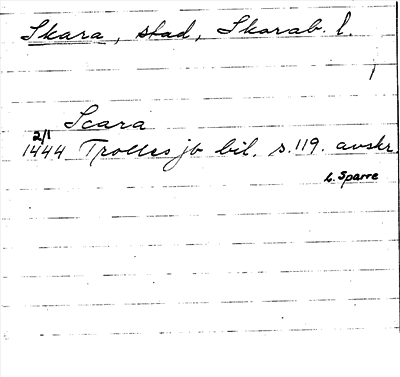 Skara, stad, Skarab. l.
1
Scara
2/1
1444 Trolles jb bil. s. 119. avskr.
L. Sparre